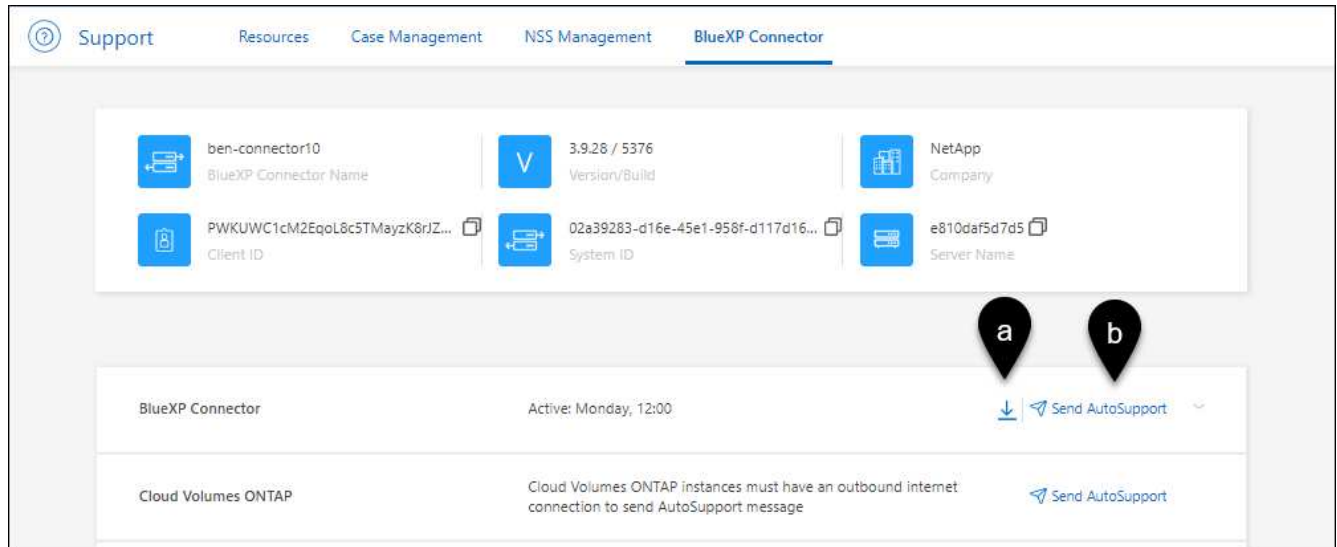 Support
Resources
Case Management
NSS Management
BlueXP Connector
ben-connector10
BlueXP Connector Name
3.9.28 / 5376
Version/Build
NetApp
Company
PWKUWC1cM2EqoL8c5TMayzK8rJZ...
Client ID
V
02a39283-d16e-45e1-958f-d117d16...
System ID
e810daf5d7d5
Server Name
a
b
BlueXP Connector
Active: Monday, 12:00
Send AutoSupport
Cloud Volumes ONTAP
Cloud Volumes ONTAP instances must have an outbound internet
connection to send AutoSupport message
Send AutoSupport